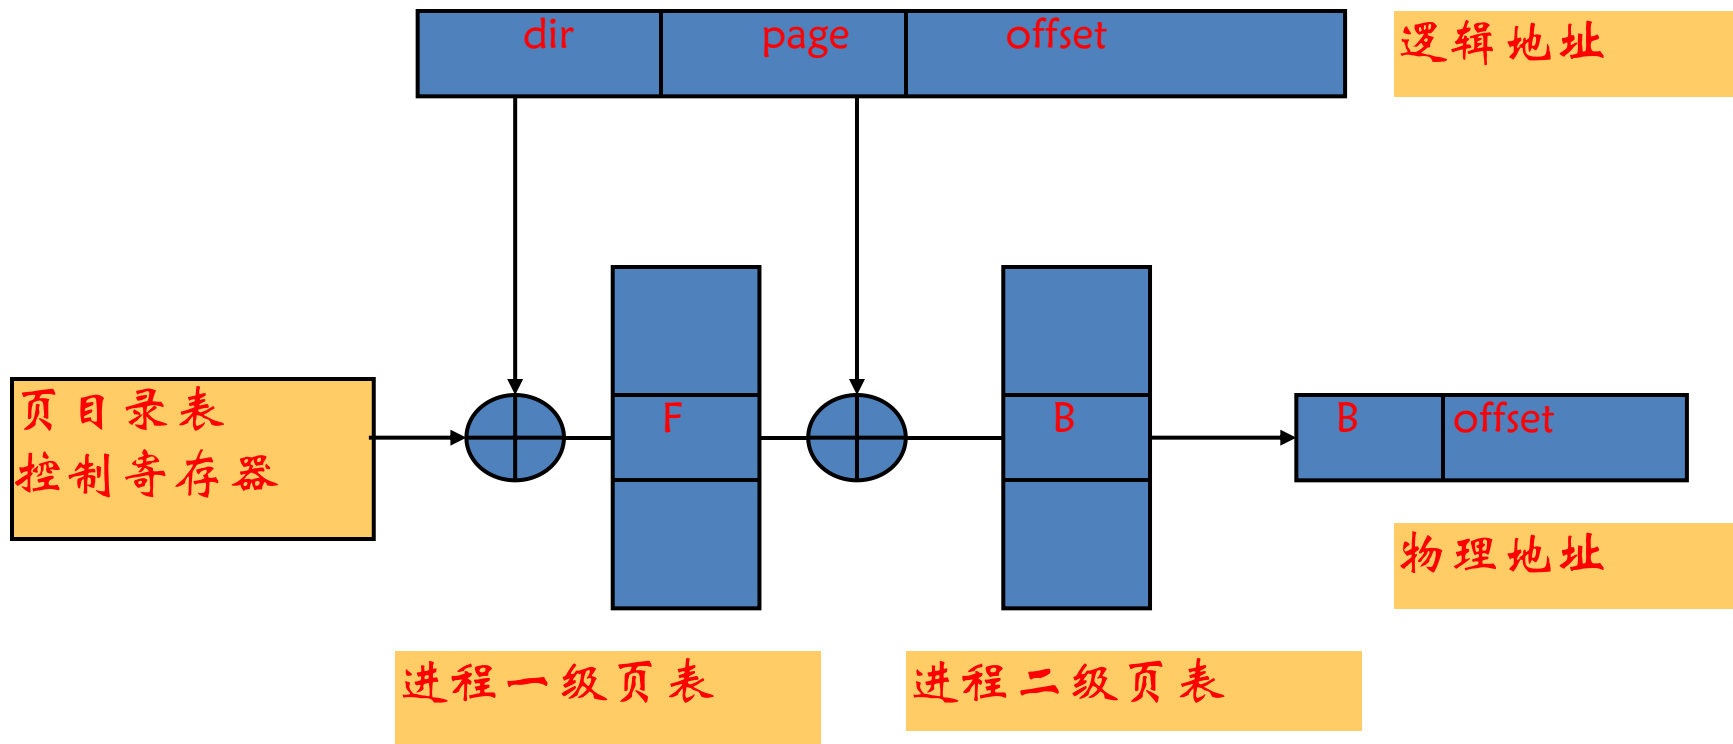 dir page offset
逻辑地址
页目录表
控制寄存器
F
B
B offset
物理地址
进程一级页表
进程二级页表